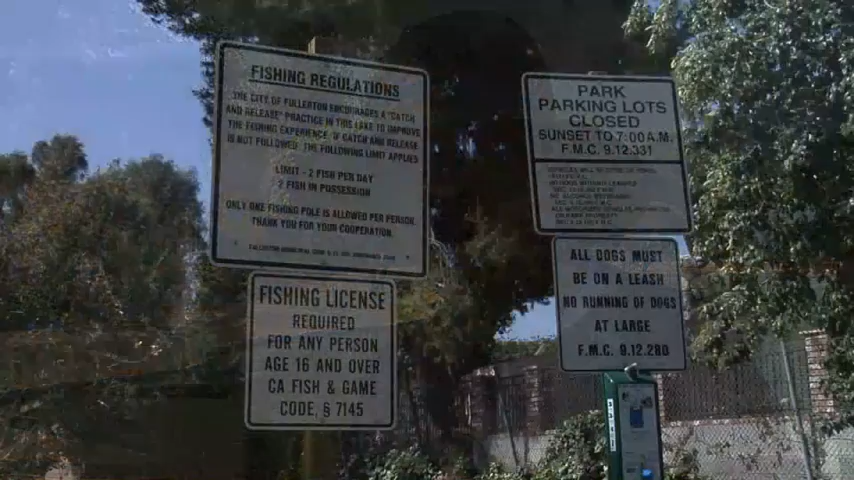 FISHING REGULATIONS
THE CITY OF FULLERTON ENCOURAGES A "CATCH
AND RELEASE" PRACTICE IN THIS LAKE TO IMPROVE
THE FISHING EXPERIENCE. IF CATCH AND RELEASE
IS NOT FOLLOWED, THE FOLLOWING LIMIT APPLIES
LIMIT - 2 FISH PER DAY
2 FISH IN POSSESSION
ONLY ONE FISHING POLE IS ALLOWED PER PERSON.
THANK YOU FOR YOUR COOPERATION.
FISHING LICENSE
REQUIRED
FOR ANY PERSON
AGE 16 AND OVER
CA FISH & GAME
CODE, § 7145
PARK
PARKING LOTS
CLOSED
SUNSET TO 7:00 A.M.
F.M.C. 9.12.331
ALL DOGS MUST
BE ON A LEASH
NO RUNNING OF DOGS
AT LARGE
F.M.C. 9.12.280